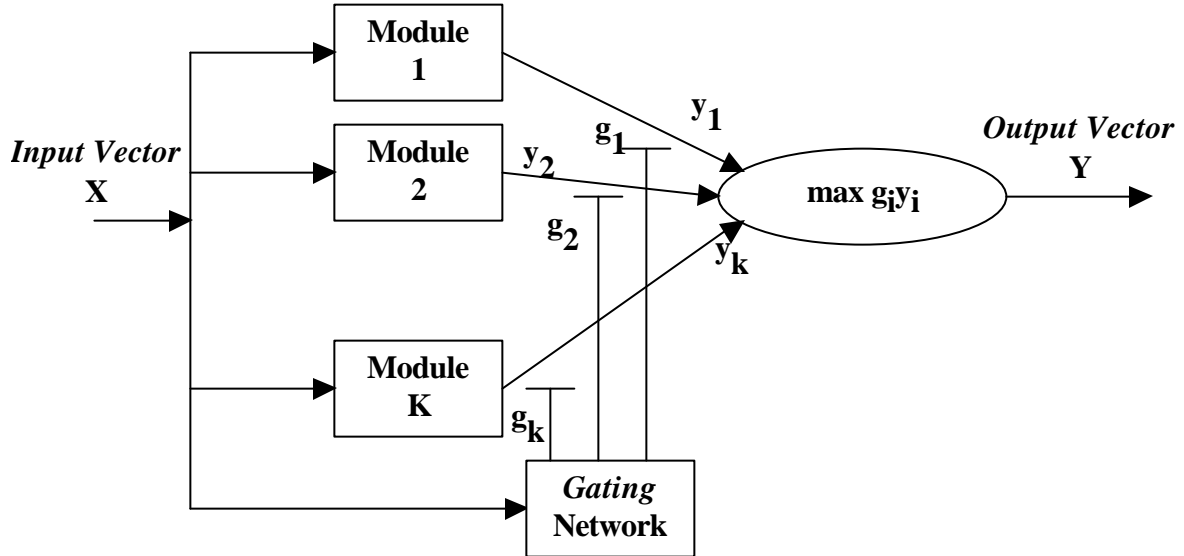 Module
1
y1
g1
Input Vector
X
Module
2
y2
max giyi
Output Vector
Y
g2
yk
Module
K
gk
Gating
Network